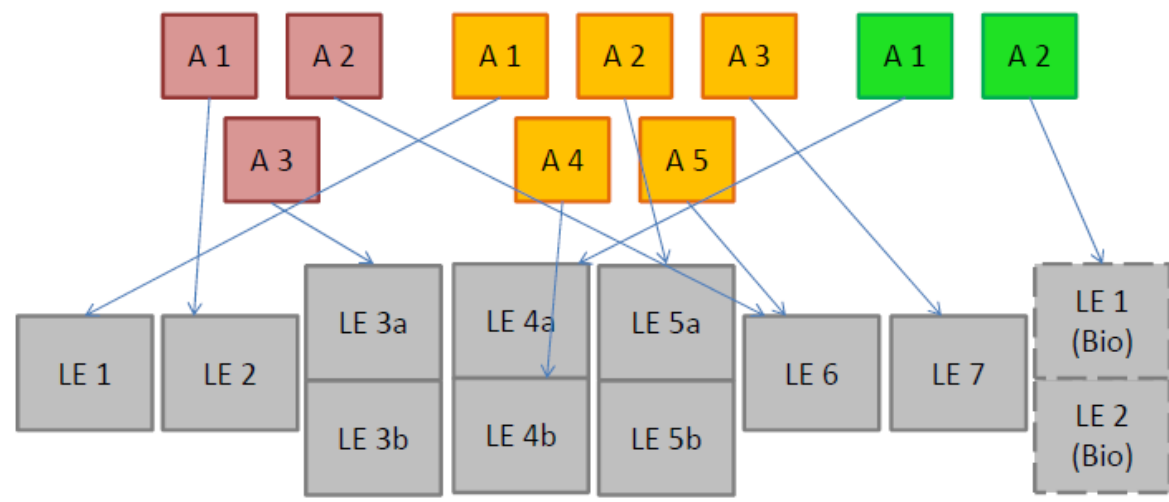 A 1
A 2
A 1
A 2
A 3
A 1
A 2
A 3
A 4
A 5
LE 1
LE 2
LE 3a
LE 3b
LE 4a
LE 4b
LE 5a
LE 5b
LE 6
LE 7
LE 1
(Bio)
LE 2
(Bio)